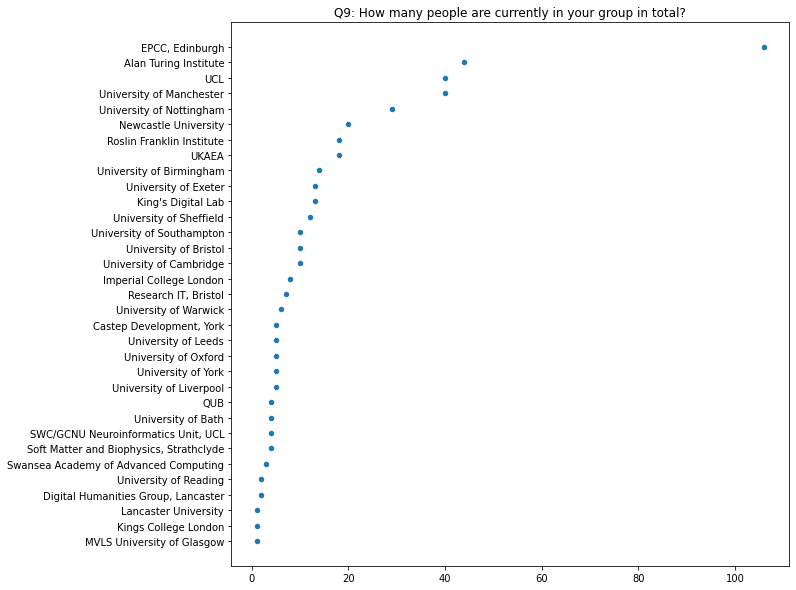 Q9: How many people are currently in your group in total?
EPCC, Edinburgh
Alan Turing Institute
UCL
University of Manchester
University of Nottingham
Newcastle University
Roslin Franklin Institute
UKAEA
University of Birmingham
University of Exeter
King's Digital Lab
University of Sheffield
University of Southampton
University of Bristol
University of Cambridge
Imperial College London
Research IT, Bristol
University of Warwick
Castep Development, York
University of Leeds
University of Oxford
University of York
University of Liverpool
QUB
University of Bath
SWC/GCNU Neuroinformatics Unit, UCL
Soft Matter and Biophysics, Strathclyde
Swansea Academy of Advanced Computing
University of Reading
Digital Humanities Group, Lancaster
Lancaster University
Kings College London
MVLS University of Glasgow
0 20 40 60 80 100